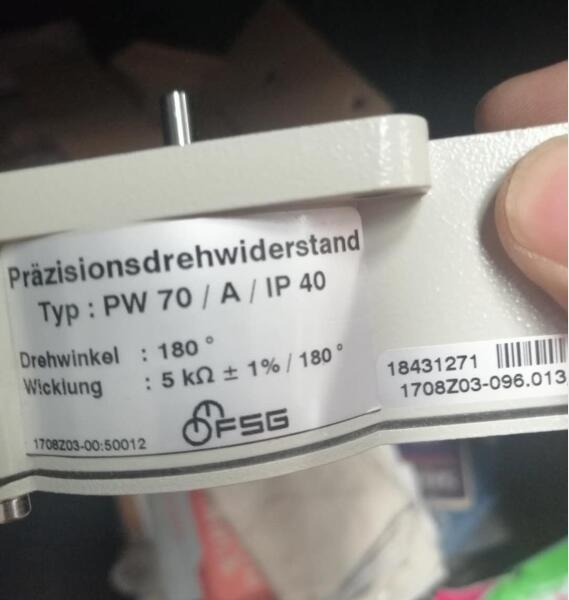 Präzisionsdrehwiderstand
Typ : PW 70 / A / IP 40
Drehwinkel : 180 °
Wicklung : 5 kΩ ± 1% / 180 °
FSG
1708Z03-00:50012
18431271
1708Z03-096.013